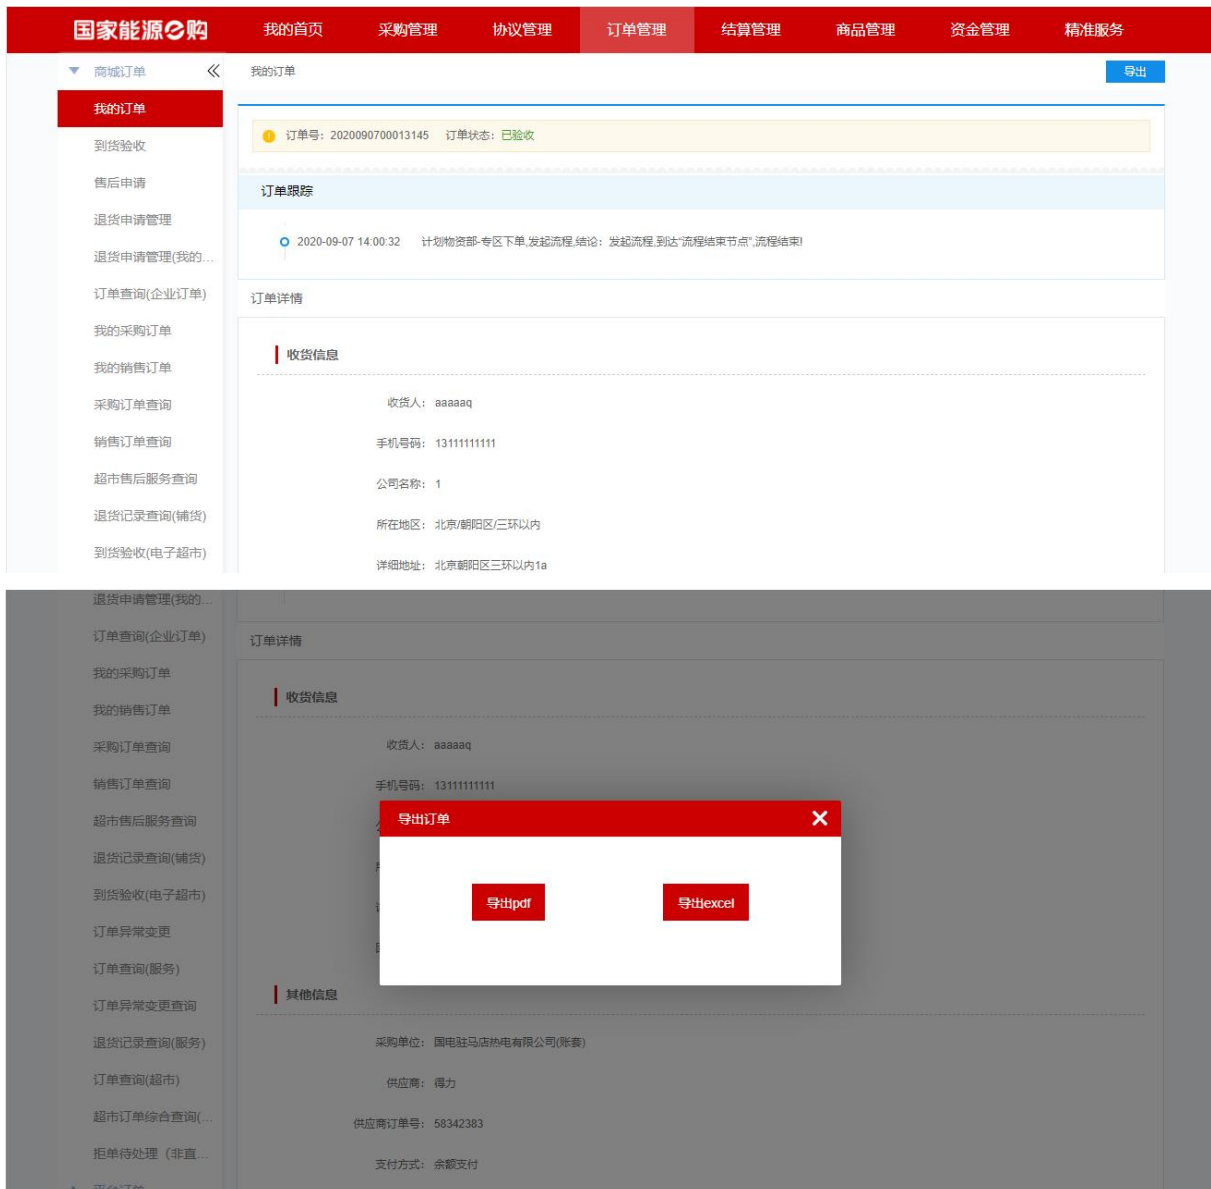 国家能源e购 我的首页 采购管理 协议管理 订单管理 结算管理 商品管理 资金管理 精准服务
商城订单 我的订单 导出
我的订单
订单号：2020090700013145 订单状态：已验收
到货验收
售后申请 订单跟踪
退货申请管理
2020-09-07 14:00:32 计划物资部-专区下单,发起流程,结论：发起流程,到达“流程结束节点”,流程结束!
退货申请管理(我的...
订单查询(企业订单) 订单详情
我的采购订单
收货信息
我的销售订单
采购订单查询 收货人：aaaaaq
销售订单查询 手机号码：13111111111
超市售后服务查询 公司名称：1
退货记录查询(铺货) 所在地区：北京/朝阳区/三环以内
到货验收(电子超市) 详细地址：北京朝阳区三环以内1a
退货申请管理(我的...
订单查询(企业订单) 订单详情
我的采购订单
收货信息
我的销售订单
采购订单查询 收货人：aaaaaq
销售订单查询 手机号码：13111111111
导出订单
超市售后服务查询
退货记录查询(铺货)
到货验收(电子超市) 导出pdf 导出excel
订单异常变更
订单查询(服务)
其他信息
订单异常变更查询
退货记录查询(服务) 采购单位：国电驻马店热电有限公司(账套)
订单查询(超市) 供应商：得力
超市订单综合查询(... 供应商订单号：58342383
拒单待处理（非直...
支付方式：余额支付